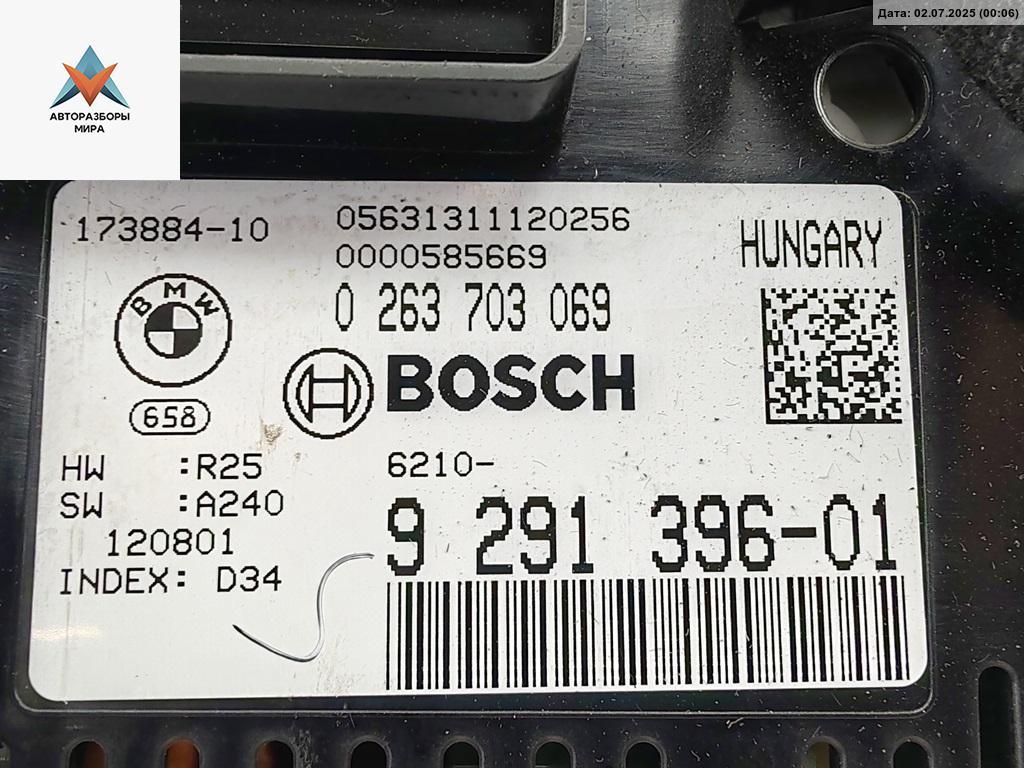 Дата: 02.07.2025 (00:06)
АВТОРАЗБОРЫ
МИРА
173884-10
05631311120256
0000585669
HUNGARY
0 263 703 069
BMW
BOSCH
658
HW :R25
6210-
SW :A240
9 291 396-01
120801
INDEX: D34